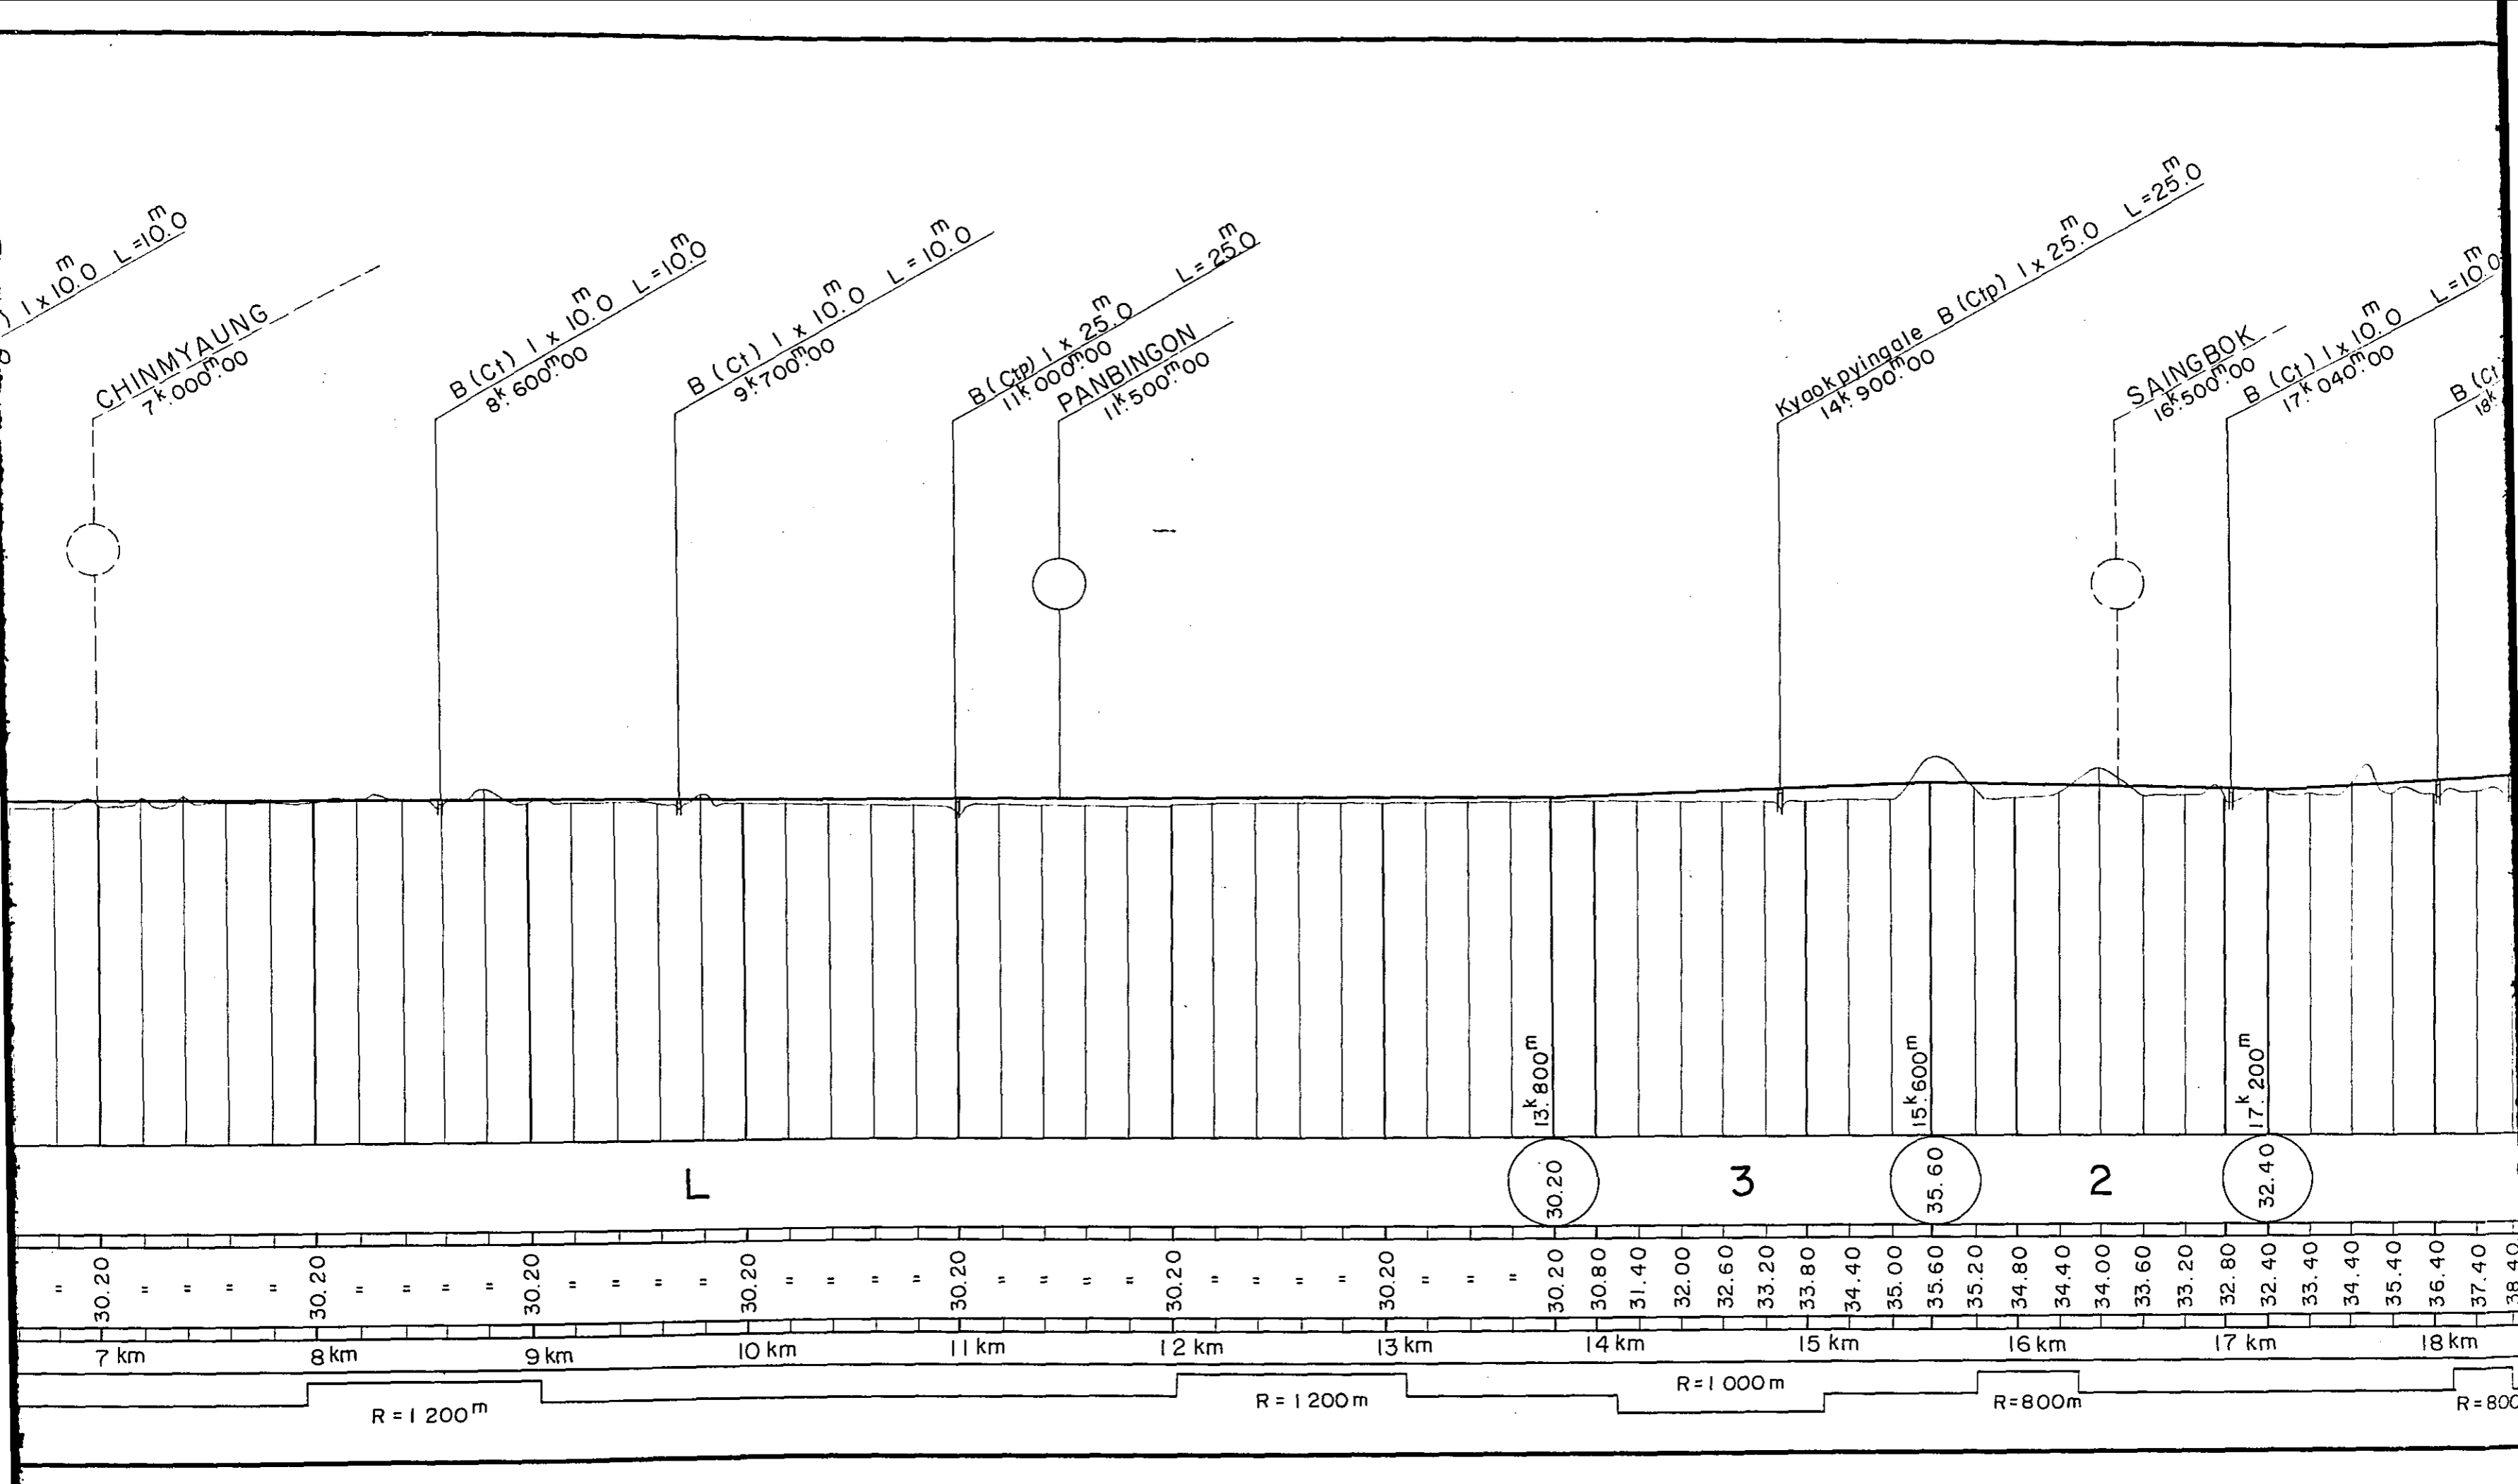 ) 1 x 10.0m L=10.0m
CHINMYAUNG
7k.000m.00
B (Ct) 1 x 10.0m L=10.0m
8k.600m.00
B (Ct) 1 x 10.0m L=10.0m
9k.700m.00
B (Ctp) 1 x 25.0m L=25.0m
11k.000m.00
PANBINGON
11k.500m.00
Kyaokpyingale B (Ctp) 1 x 25.0m L=25.0m
14k.900m.00
SAINGBOK
16k.500m.00
B (Ct) 1 x 10.0m L=10.0
17k.040m.00
B (Ct
18k
13k.800m
15k.600m
17k.200m
L 30.20 3 35.60 2 32.40
" 30.20 " " " " 30.20 " " " " 30.20 " " " " 30.20 " " " " 30.20 " " " " 30.20 " " " " 30.20 " " " 30.20 30.80 31.40 32.00 32.60 33.20 33.80 34.40 35.00 35.60 35.20 34.80 34.40 34.00 33.60 33.20 32.80 32.40 33.40 34.40 35.40 36.40 37.40 38.40
7 km 8 km 9 km 10 km 11 km 12 km 13 km 14 km 15 km 16 km 17 km 18 km
R = 1 200m R = 1 200 m R = 1 000 m R = 800m R = 800